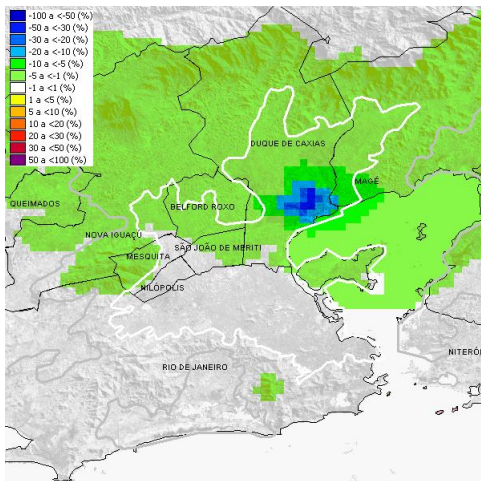 -100 a <-50 (%)
-50 a <-30 (%)
-30 a <-20 (%)
-20 a <-10 (%)
-10 a <-5 (%)
-5 a <-1 (%)
-1 a <1 (%)
1 a <5 (%)
5 a <10 (%)
10 a <20 (%)
20 a <30 (%)
30 a <50 (%)
50 a <100 (%)
DUQUE DE CAXIAS
MAGÉ
QUEIMADOS
BELFORD ROXO
NOVA IGUAÇU
SÃO JOÃO DE MERITI
MESQUITA
NILÓPOLIS
NITERÓ
RIO DE JANEIRO